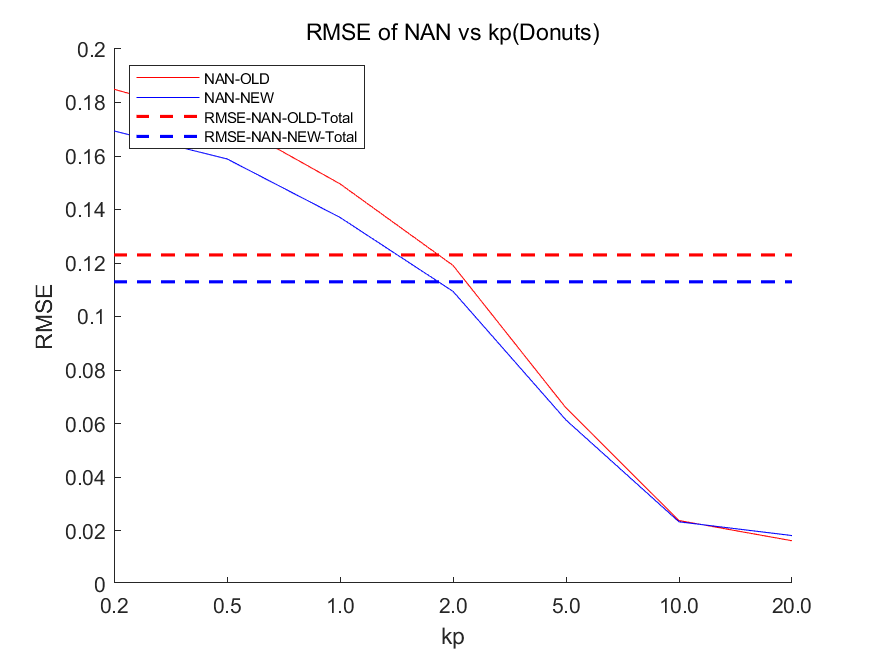 RMSE of NAN vs kp(Donuts)
0.2
0.18
0.16
0.14
0.12
0.1
0.08
0.06
0.04
0.02
0
RMSE
NAN-OLD
NAN-NEW
RMSE-NAN-OLD-Total
RMSE-NAN-NEW-Total
0.2 0.5 1.0 2.0 5.0 10.0 20.0
kp